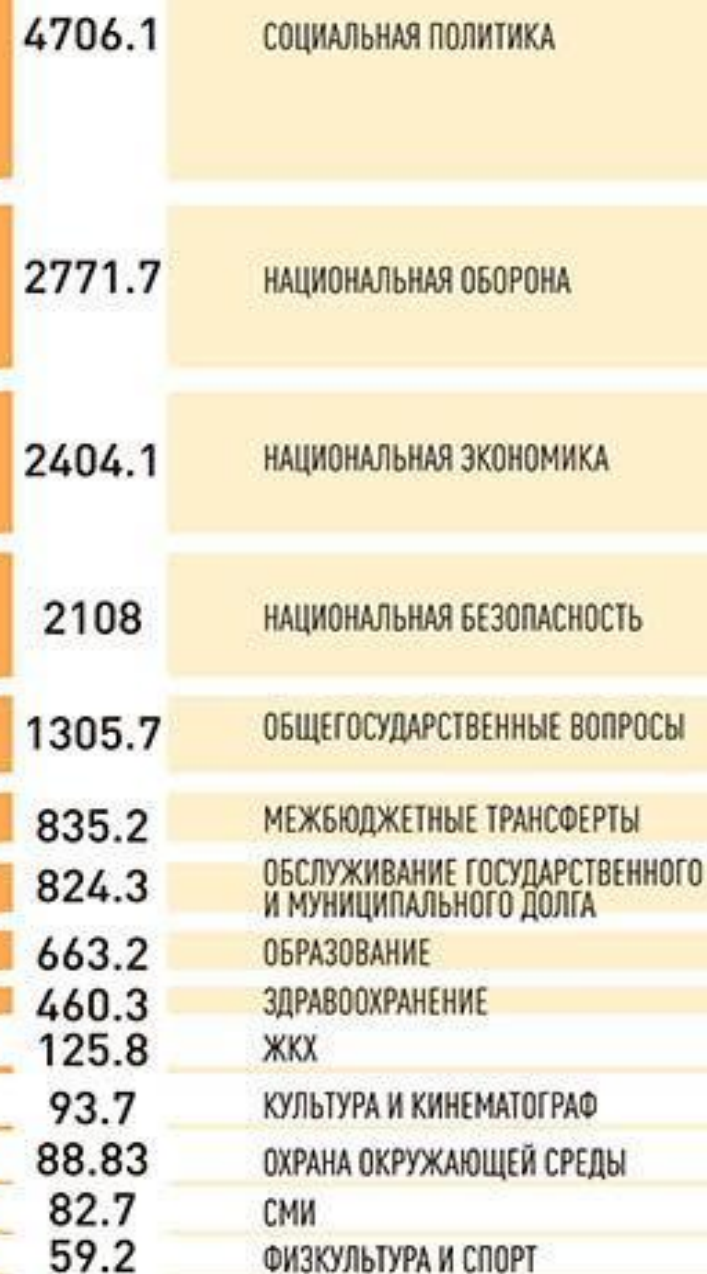 4706.1 СОЦИАЛЬНАЯ ПОЛИТИКА
2771.7 НАЦИОНАЛЬНАЯ ОБОРОНА
2404.1 НАЦИОНАЛЬНАЯ ЭКОНОМИКА
2108 НАЦИОНАЛЬНАЯ БЕЗОПАСНОСТЬ
1305.7 ОБЩЕГОСУДАРСТВЕННЫЕ ВОПРОСЫ
835.2 МЕЖБЮДЖЕТНЫЕ ТРАНСФЕРТЫ
824.3 ОБСЛУЖИВАНИЕ ГОСУДАРСТВЕННОГО
И МУНИЦИПАЛЬНОГО ДОЛГА
663.2 ОБРАЗОВАНИЕ
460.3 ЗДРАВООХРАНЕНИЕ
125.8 ЖКХ
93.7 КУЛЬТУРА И КИНЕМАТОГРАФ
88.83 ОХРАНА ОКРУЖАЮЩЕЙ СРЕДЫ
82.7 СМИ
59.2 ФИЗКУЛЬТУРА И СПОРТ